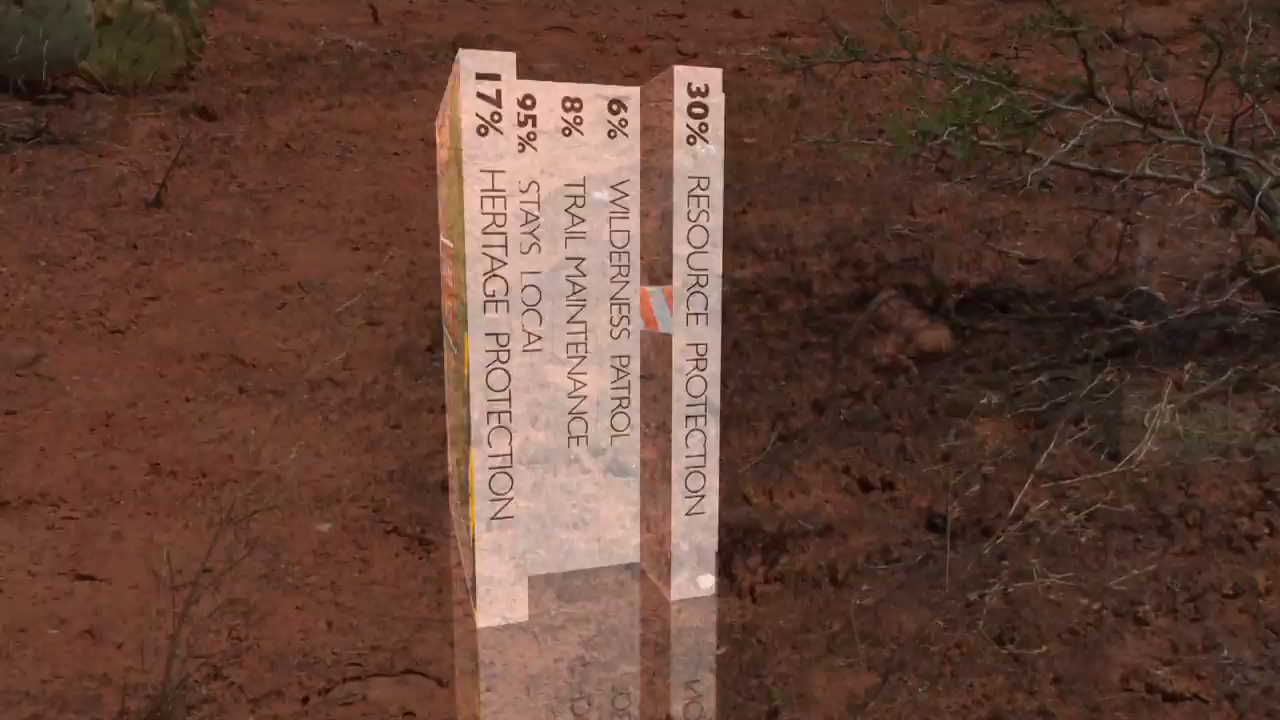 17% HERITAGE PROTECTION
95% STAYS LOCAL
8% TRAIL MAINTENANCE
6% WILDERNESS PATROL
30% RESOURCE PROTECTION